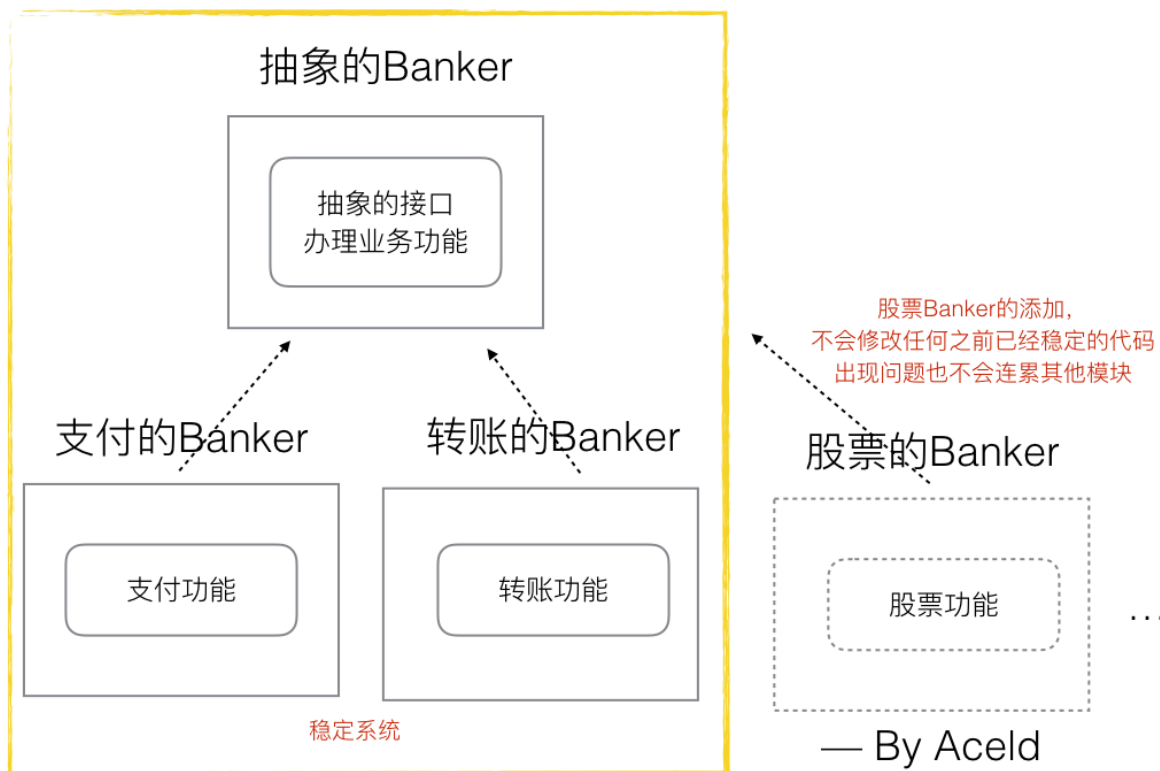 抽象的Banker
抽象的接口
办理业务功能
股票Banker的添加,
不会修改任何之前已经稳定的代码
出现问题也不会连累其他模块
支付的Banker
转账的Banker
股票的Banker
支付功能
转账功能
股票功能
...
稳定系统
— By Aceld